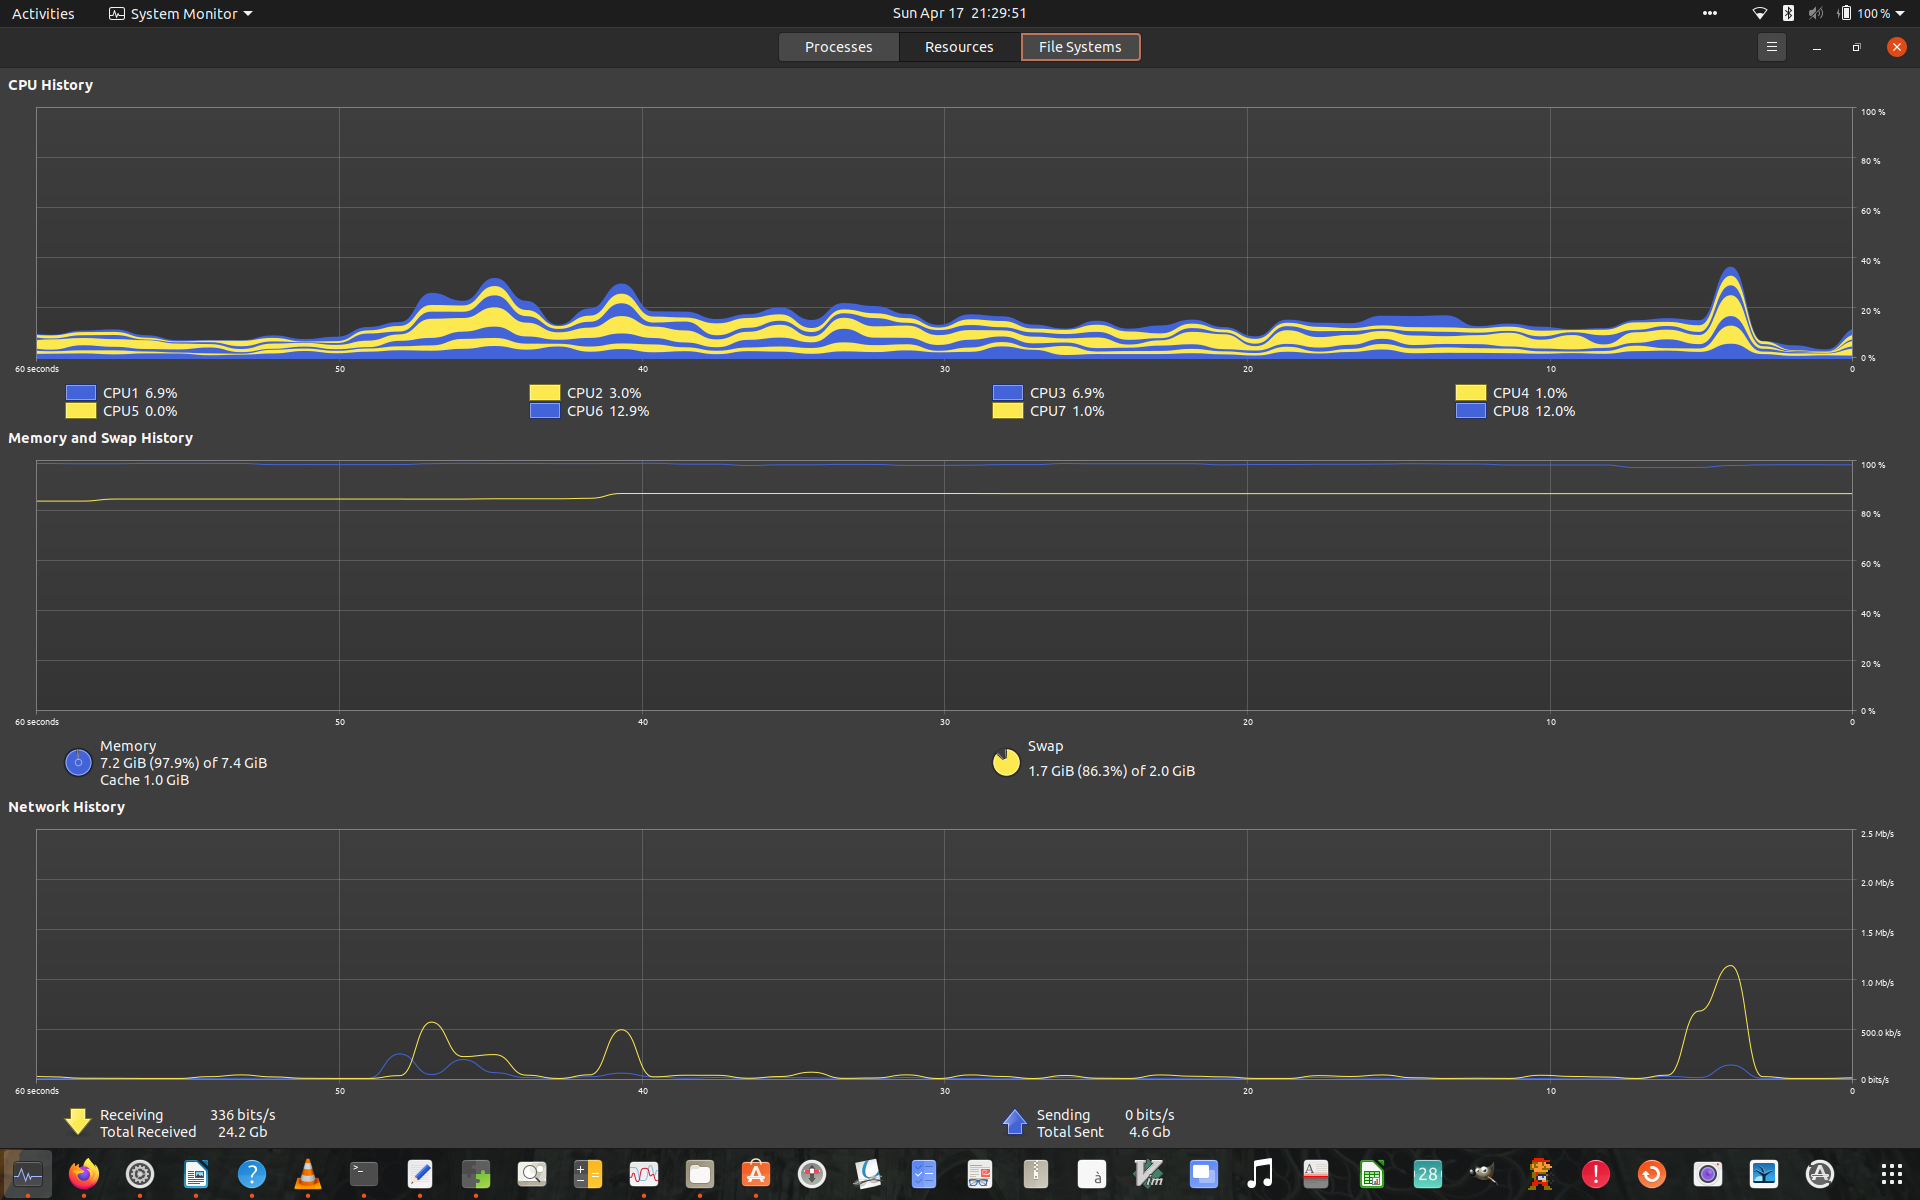 Activities System Monitor Sun Apr 17 21:29:51 100 %
Processes Resources File Systems
CPU History
100 %
80 %
60 %
40 %
20 %
0 %
60 seconds 50 40 30 20 10 0
CPU1 6.9% CPU2 3.0% CPU3 6.9% CPU4 1.0%
CPU5 0.0% CPU6 12.9% CPU7 1.0% CPU8 12.0%
Memory and Swap History
100 %
80 %
60 %
40 %
20 %
0 %
60 seconds 50 40 30 20 10 0
Memory
7.2 GiB (97.9%) of 7.4 GiB
Cache 1.0 GiB
Swap
1.7 GiB (86.3%) of 2.0 GiB
Network History
2.5 Mb/s
2.0 Mb/s
1.5 Mb/s
1.0 Mb/s
500.0 kb/s
0 bits/s
60 seconds 50 40 30 20 10 0
Receiving 336 bits/s
Total Received 24.2 Gb
Sending 0 bits/s
Total Sent 4.6 Gb
? >_ à Vim A 28 !